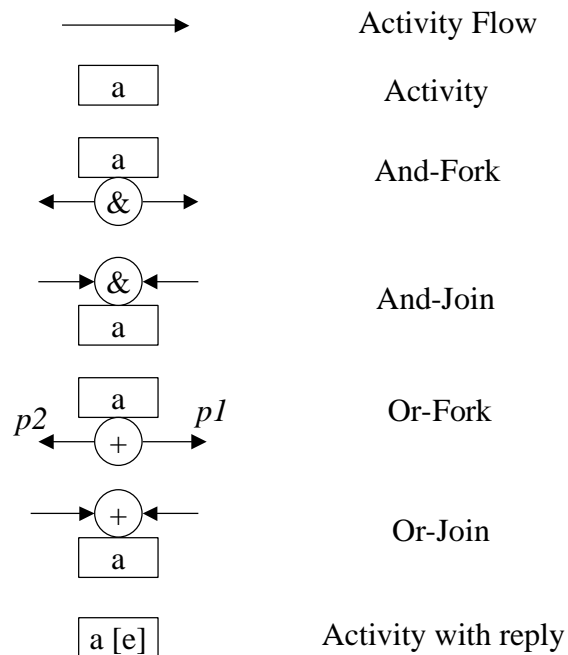 Activity Flow
a Activity
a
& And-Fork
&
a And-Join
a
p2 p1 Or-Fork
+
+
a Or-Join
a [e] Activity with reply